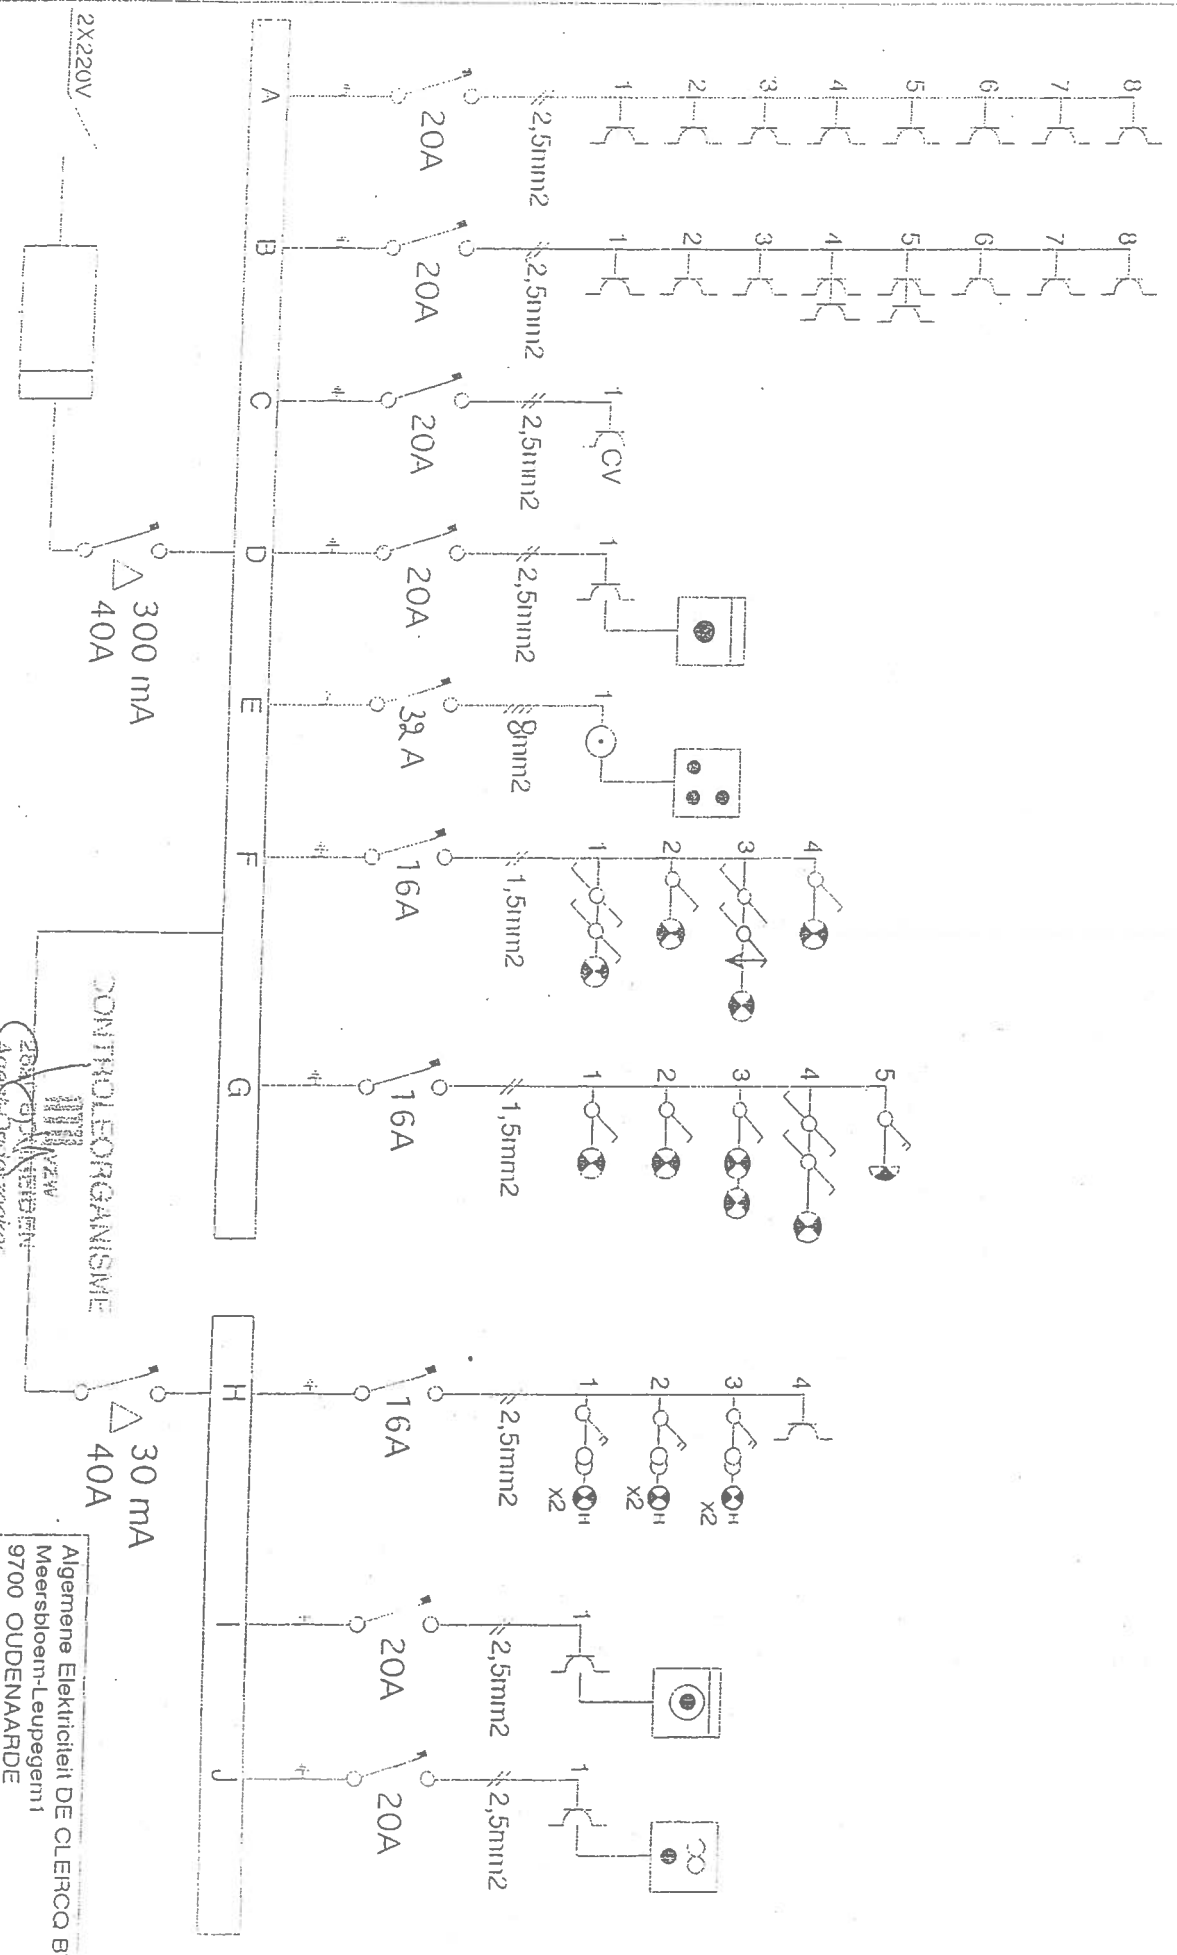 2X220V
300 mA
40A
A
20A
2,5mm2
1 2 3 4 5 6 7 8
B
20A
2,5mm2
1 2 3 4 5 6 7 8
C
20A
2,5mm2
1
CV
D
20A
2,5mm2
1
E
32 A
8mm2
1
F
16A
1,5mm2
1 2 3 4
G
16A
1,5mm2
1 2 3 4 5
CONTROLEORGANISME
VZW
30 mA
40A
H
16A
2,5mm2
1 2 3 4
x2 H
x2 H
x2 H
I
20A
2,5mm2
1
J
20A
2,5mm2
1
Algemene Elektriciteit DE CLERCQ
Meersbloem-Leupegem1
9700 OUDENAARDE